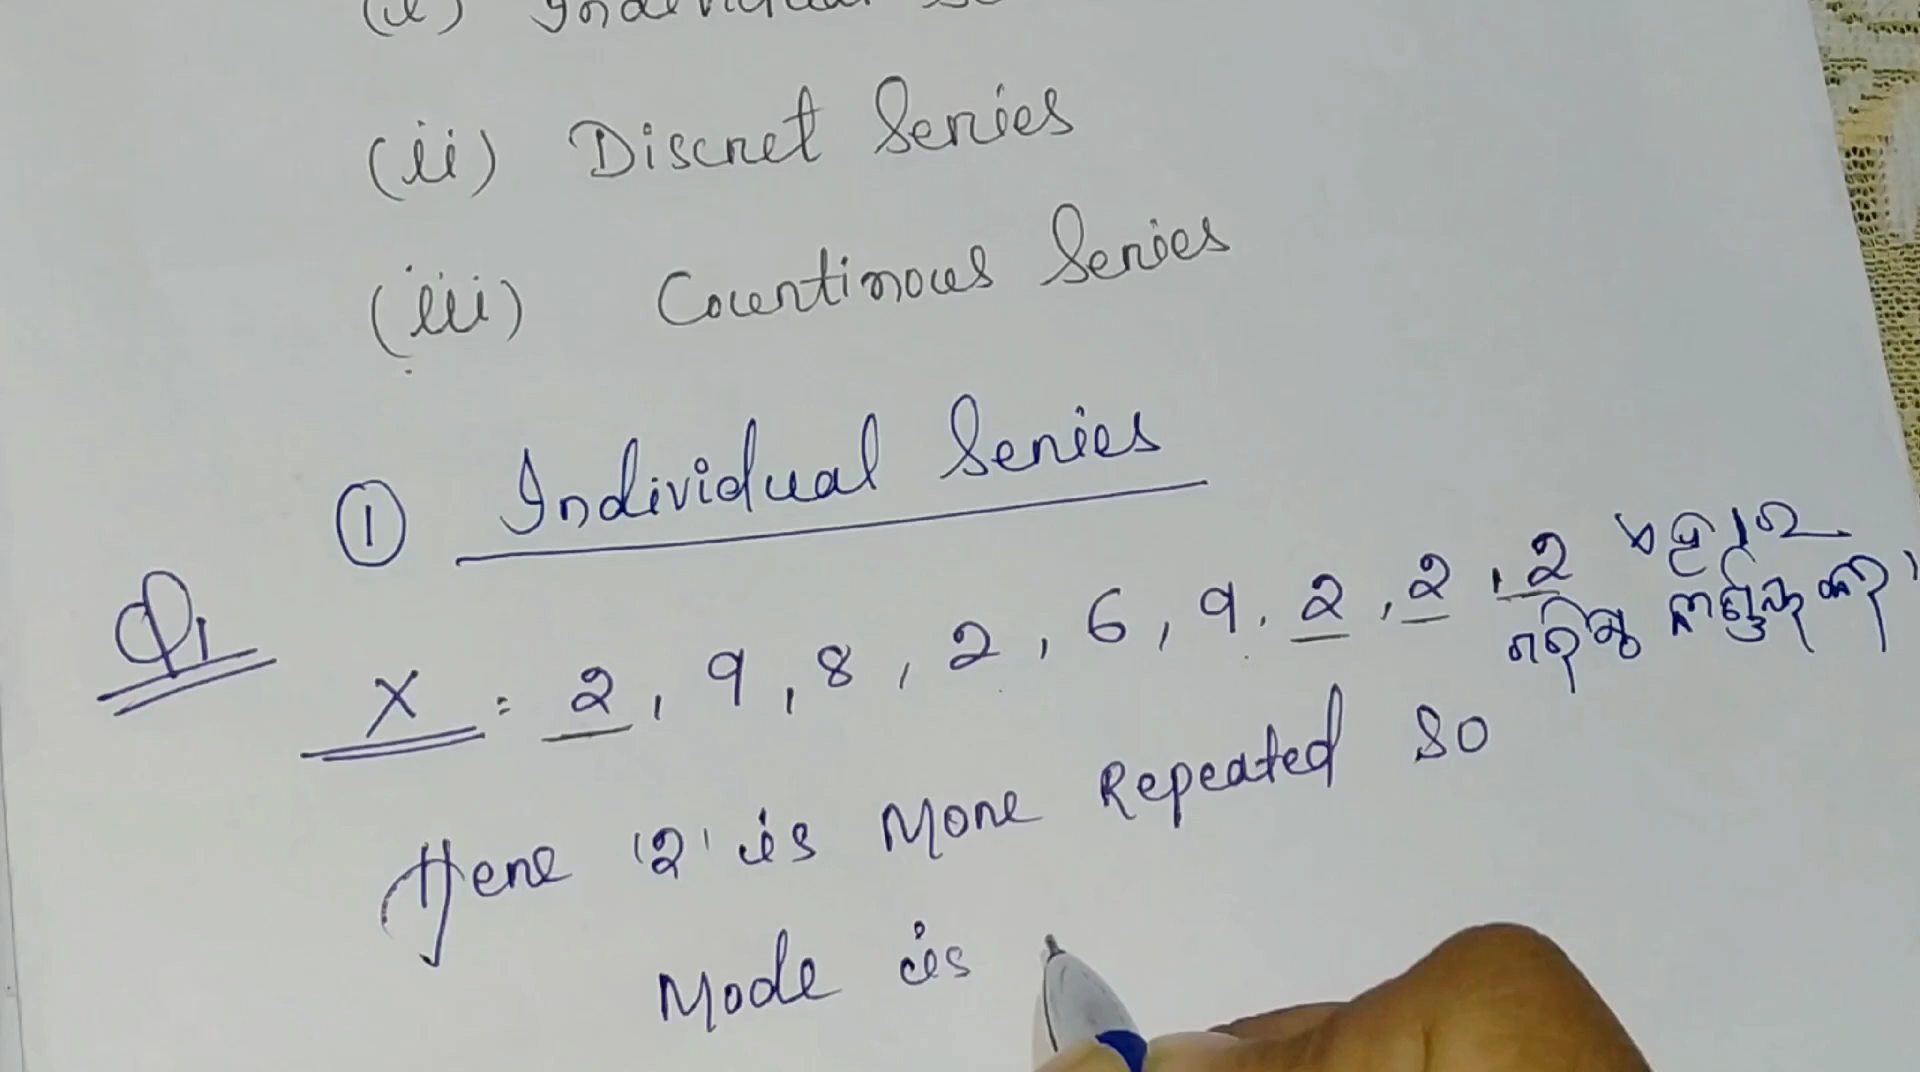 (i) Individual
(ii) Discret Series
(iii) Countinous Series
① Individual Series
Q1
X : 2, 9, 8, 2, 6, 9, 2, 2, 2
Here '2' is More Repeated so
Mode is